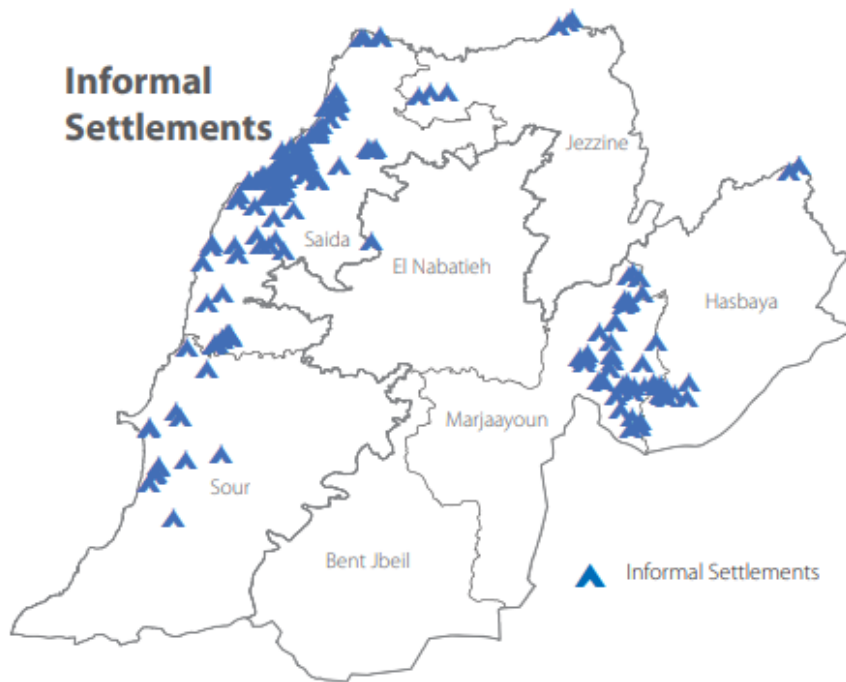 Informal
Settlements
Jezzine
Saida
El Nabatieh
Hasbaya
Marjaayoun
Sour
Bent Jbeil
Informal Settlements